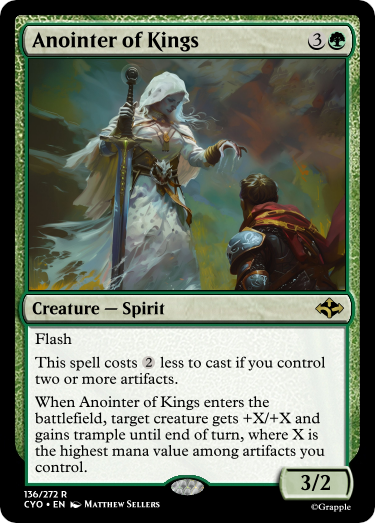 Anointer of Kings 3
Creature — Spirit
Flash
This spell costs 2 less to cast if you control
two or more artifacts.
When Anointer of Kings enters the
battlefield, target creature gets +X/+X and
gains trample until end of turn, where X is
the highest mana value among artifacts you
control.
3/2
136/272 R
CYO • EN Matthew Sellers
©Grapple